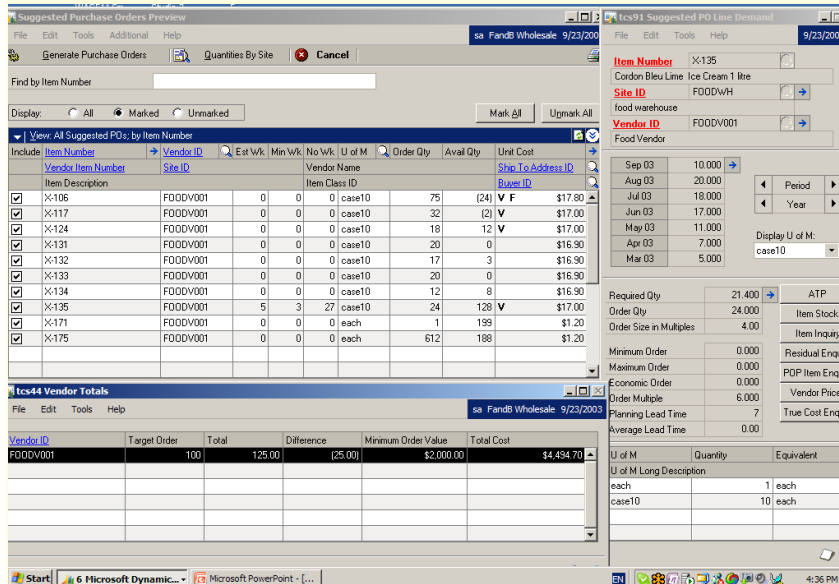 Suggested Purchase Orders Preview
File Edit Tools Additional Help sa FandB Wholesale 9/23/200
Generate Purchase Orders Quantities By Site Cancel
Find by Item Number
Display: All Marked Unmarked Mark All Unmark All
View: All Suggested POs; by Item Number
Include Item Number Vendor ID Est Wk Min Wk No Wk U of M Order Qty Avail Qty Unit Cost
Vendor Item Number Site ID Vendor Name Ship To Address ID
Item Description Item Class ID Buyer ID
X-106 FOODV001 0 0 0 case10 75 (24) V F $17.80
X-117 FOODV001 0 0 0 case10 32 (2) V $17.00
X-124 FOODV001 0 0 0 case10 18 12 V $17.00
X-131 FOODV001 0 0 0 case10 20 0 $16.90
X-132 FOODV001 0 0 0 case10 17 3 $16.90
X-133 FOODV001 0 0 0 case10 20 0 $16.90
X-134 FOODV001 0 0 0 case10 12 8 $16.90
X-135 FOODV001 5 3 27 case10 24 128 V $17.00
X-171 FOODV001 0 0 0 each 1 199 $1.20
X-175 FOODV001 0 0 0 each 612 188 $1.20
tcs44 Vendor Totals
File Edit Tools Help sa FandB Wholesale 9/23/2003
Vendor ID Target Order Total Difference Minimum Order Value Total Cost
FOODV001 100 125.00 (25.00) $2,000.00 $4,494.70
tcs91 Suggested PO Line Demand
File Edit Tools Help 9/23/200
Item Number X-135
Cordon Bleu Lime Ice Cream 1 litre
Site ID FOODWH
food warehouse
Vendor ID FOODV001
Food Vendor
Sep 03 10.000
Aug 03 20.000
Jul 03 18.000
Jun 03 17.000
May 03 11.000
Apr 03 7.000
Mar 03 5.000
Period
Year
Display U of M:
case10
Required Qty 21.400 ATP
Order Qty 24.000 Item Stock
Order Size in Multiples 4.00 Item Inquiry
Minimum Order 0.000 Residual Enq
Maximum Order 0.000 POP Item Enq
Economic Order 0.000
Order Multiple 6.000 Vendor Price
Planning Lead Time 7 True Cost Enq
Average Lead Time 0.00
U of M Quantity Equivalent
U of M Long Description
each 1 each
case10 10 each
Start 6 Microsoft Dynamic... Microsoft PowerPoint - [... EN 4:36 PM